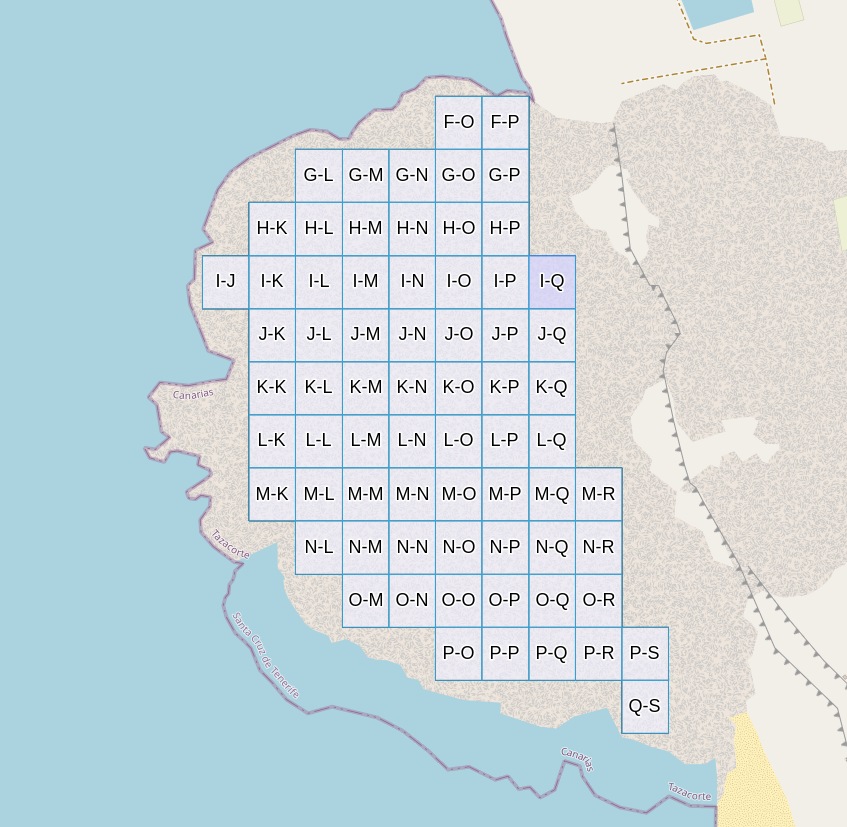 F-O F-P
G-L G-M G-N G-O G-P
H-K H-L H-M H-N H-O H-P
I-J I-K I-L I-M I-N I-O I-P I-Q
J-K J-L J-M J-N J-O J-P J-Q
K-K K-L K-M K-N K-O K-P K-Q
Canarias
L-K L-L L-M L-N L-O L-P L-Q
M-K M-L M-M M-N M-O M-P M-Q M-R
Tazacorte
N-L N-M N-N N-O N-P N-Q N-R
O-M O-N O-O O-P O-Q O-R
Santa Cruz de Tenerife
P-O P-P P-Q P-R P-S
Q-S
Canarias
Tazacorte